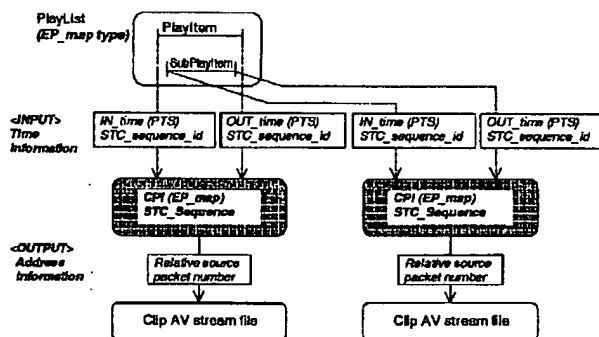 PlayList
(EP_map type)
PlayItem
SubPlayItem
<INPUT>
Time
Information
IN_time (PTS)
STC_sequence_id
OUT_time (PTS)
STC_sequence_id
IN_time (PTS)
STC_sequence_id
OUT_time (PTS)
STC_sequence_id
CPI (EP_map)
STC_Sequence
CPI (EP_map)
STC_Sequence
<OUTPUT>
Address
Information
Relative source
packet number
Relative source
packet number
Clip AV stream file
Clip AV stream file